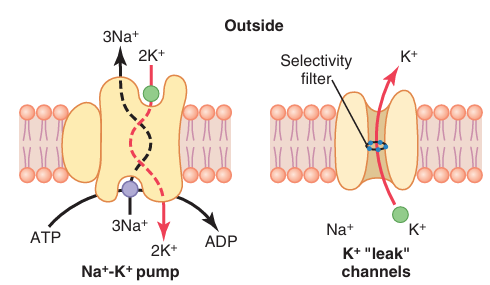 Outside
3Na⁺
2K⁺
Selectivity
filter
K⁺
ATP
3Na⁺
2K⁺
ADP
Na⁺
K⁺
Na⁺-K⁺ pump
K⁺ "leak"
channels